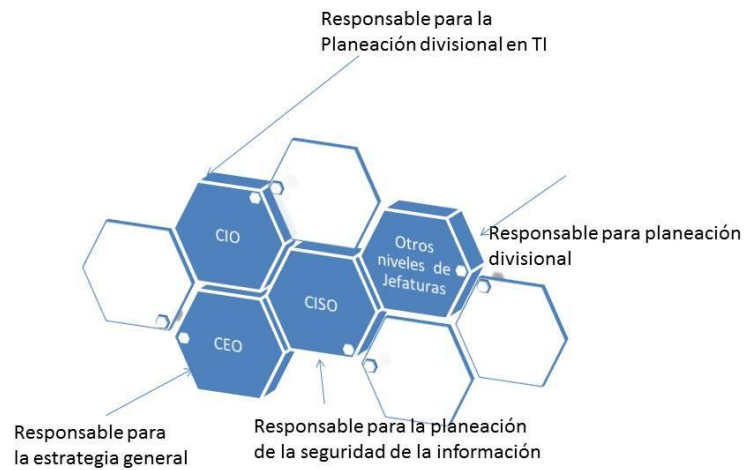 Responsable para la
Planeación divisional en TI
CIO
Otros
niveles de
Jefaturas
Responsable para planeación
divisional
CISO
CEO
Responsable para
la estrategia general
Responsable para la planeación
de la seguridad de la información